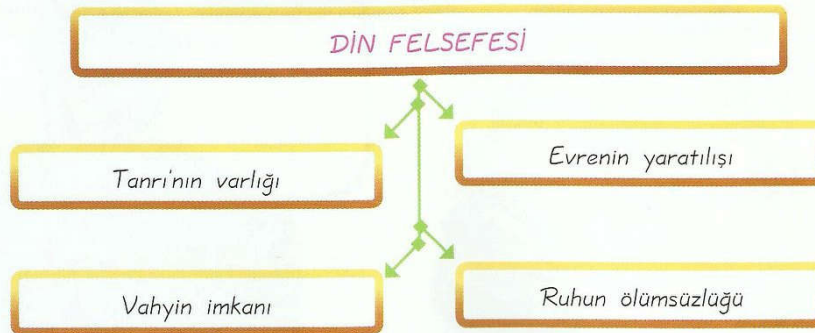 DİN FELSEFESİ
Tanrı'nın varlığı
Evrenin yaratılışı
Vahyin imkanı
Ruhun ölümsüzlüğü